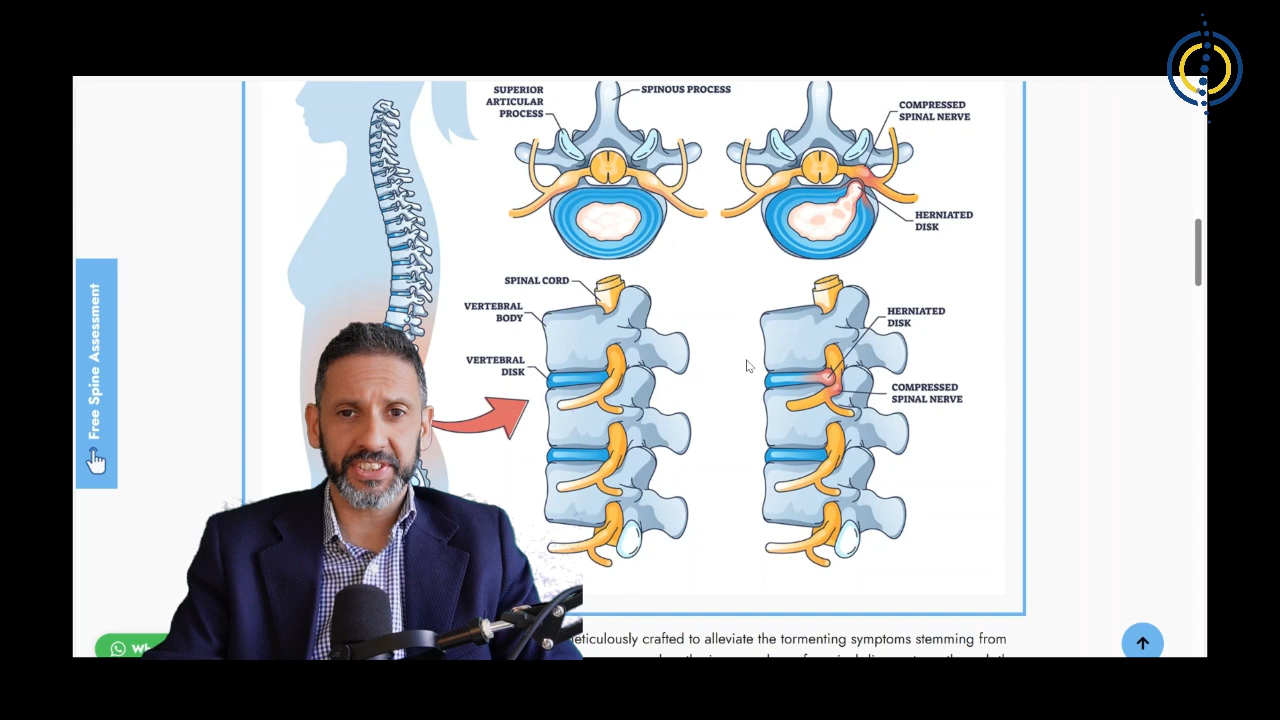 SUPERIOR
ARTICULAR
PROCESS
SPINOUS PROCESS
COMPRESSED
SPINAL NERVE
HERNIATED
DISK
SPINAL CORD
VERTEBRAL
BODY
VERTEBRAL
DISK
HERNIATED
DISK
COMPRESSED
SPINAL NERVE
Free Spine Assessment
crafted to alleviate the tormenting symptoms stemming from